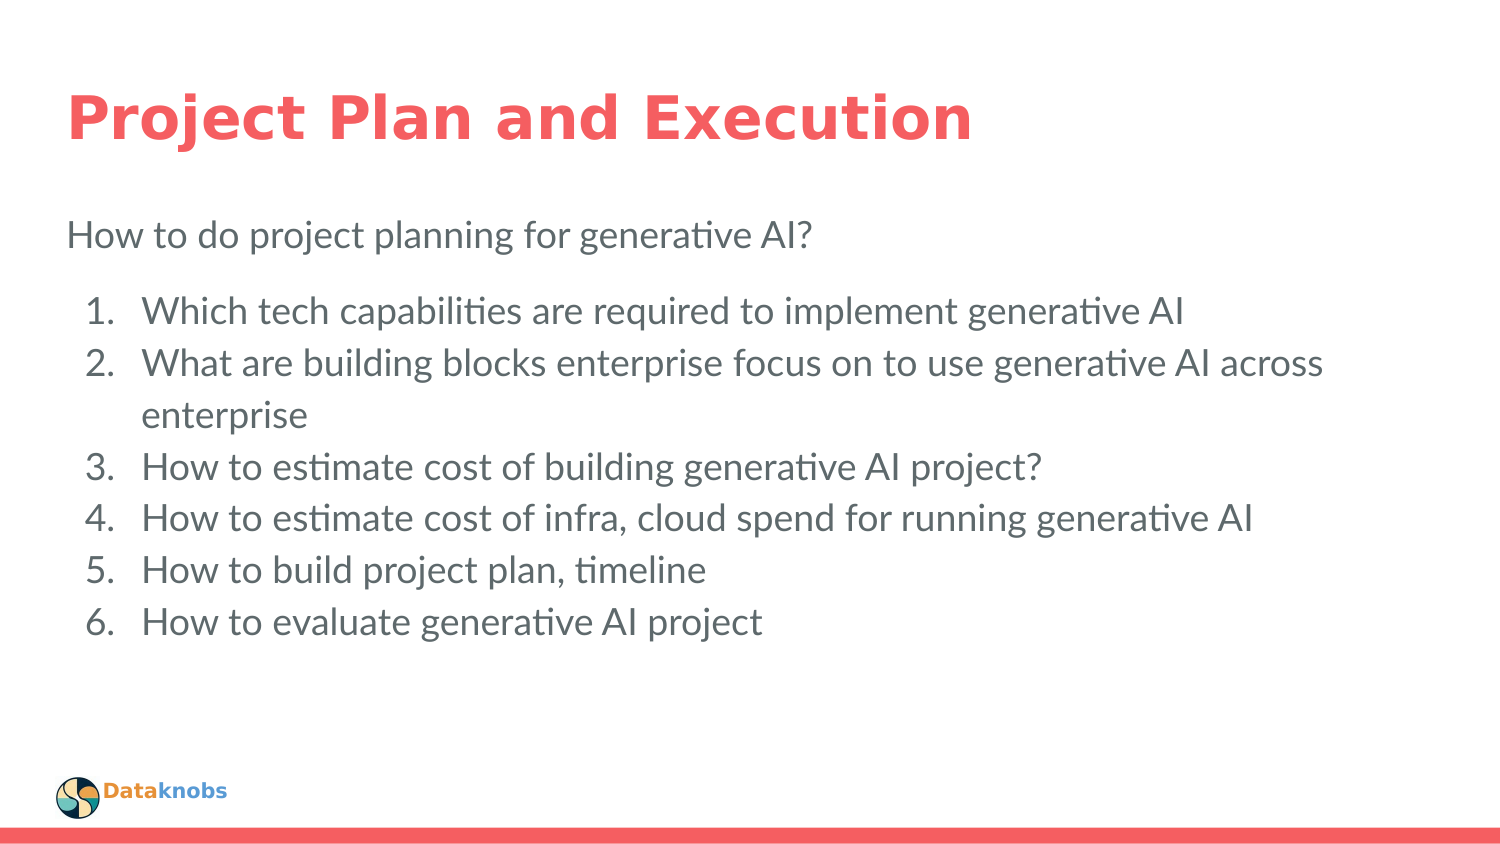 Project Plan and Execution
How to do project planning for generative AI?
1. Which tech capabilities are required to implement generative AI
2. What are building blocks enterprise focus on to use generative AI across
enterprise
3. How to estimate cost of building generative AI project?
4. How to estimate cost of infra, cloud spend for running generative AI
5. How to build project plan, timeline
6. How to evaluate generative AI project
Dataknobs